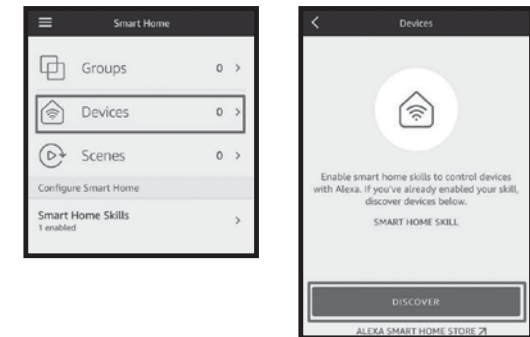 Smart Home
Groups 0 >
Devices 0 >
Scenes 0 >
Configure Smart Home
Smart Home Skills >
1 enabled
Devices
Enable smart home skills to control devices
with Alexa. If you've already enabled your skill,
discover devices below.
SMART HOME SKILL
DISCOVER
ALEXA SMART HOME STORE